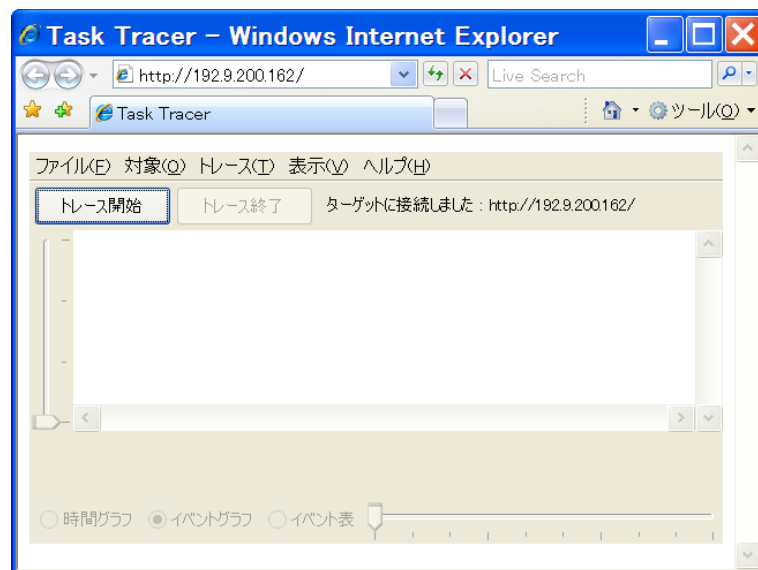 Task Tracer – Windows Internet Explorer
http://192.9.200.162/
Live Search
Task Tracer
ツール(O)
ファイル(F) 対象(O) トレース(T) 表示(V) ヘルプ(H)
トレース開始 トレース終了 ターゲットに接続しました : http://192.9.200.162/
時間グラフ イベントグラフ イベント表